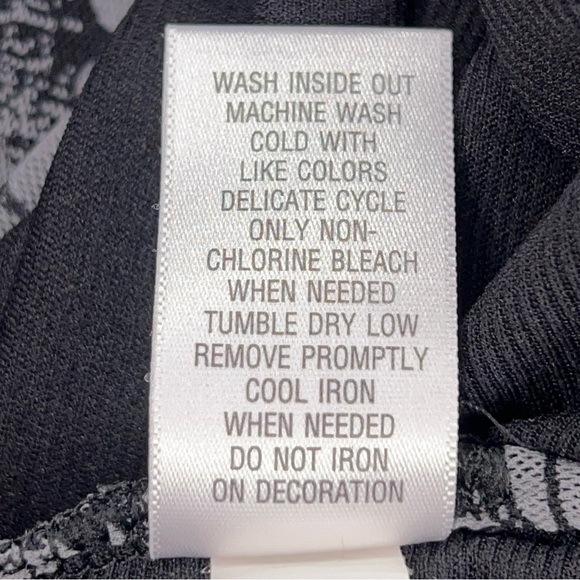 WASH INSIDE OUT
MACHINE WASH
COLD WITH
LIKE COLORS
DELICATE CYCLE
ONLY NON-
CHLORINE BLEACH
WHEN NEEDED
TUMBLE DRY LOW
REMOVE PROMPTLY
COOL IRON
WHEN NEEDED
DO NOT IRON
ON DECORATION